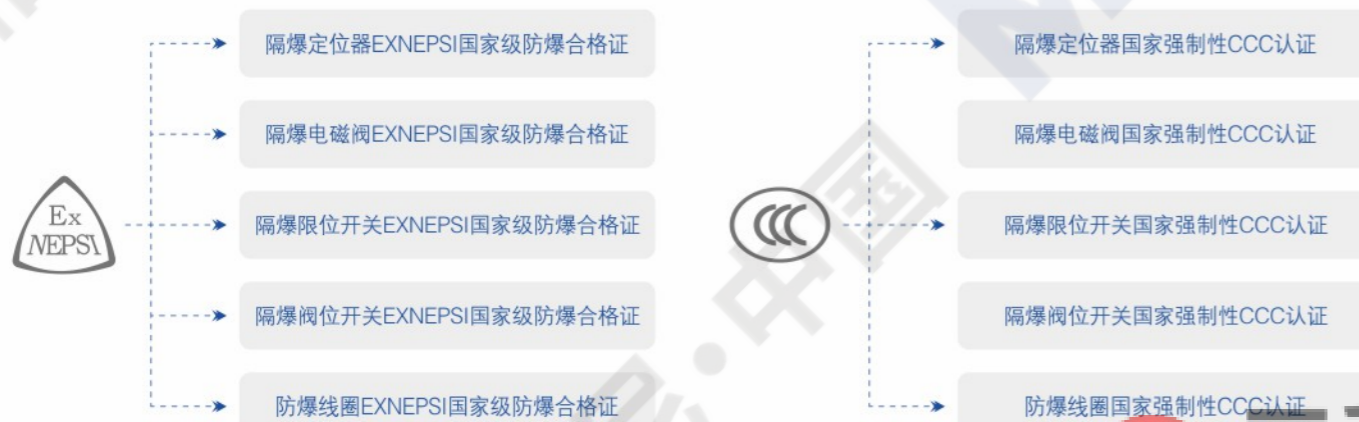 隔爆定位器EXNEPSI国家级防爆合格证
隔爆电磁阀EXNEPSI国家级防爆合格证
Ex
NEPSI
隔爆限位开关EXNEPSI国家级防爆合格证
隔爆阀位开关EXNEPSI国家级防爆合格证
防爆线圈EXNEPSI国家级防爆合格证
隔爆定位器国家强制性CCC认证
隔爆电磁阀国家强制性CCC认证
CCC
隔爆限位开关国家强制性CCC认证
隔爆阀位开关国家强制性CCC认证
防爆线圈国家强制性CCC认证
·中国